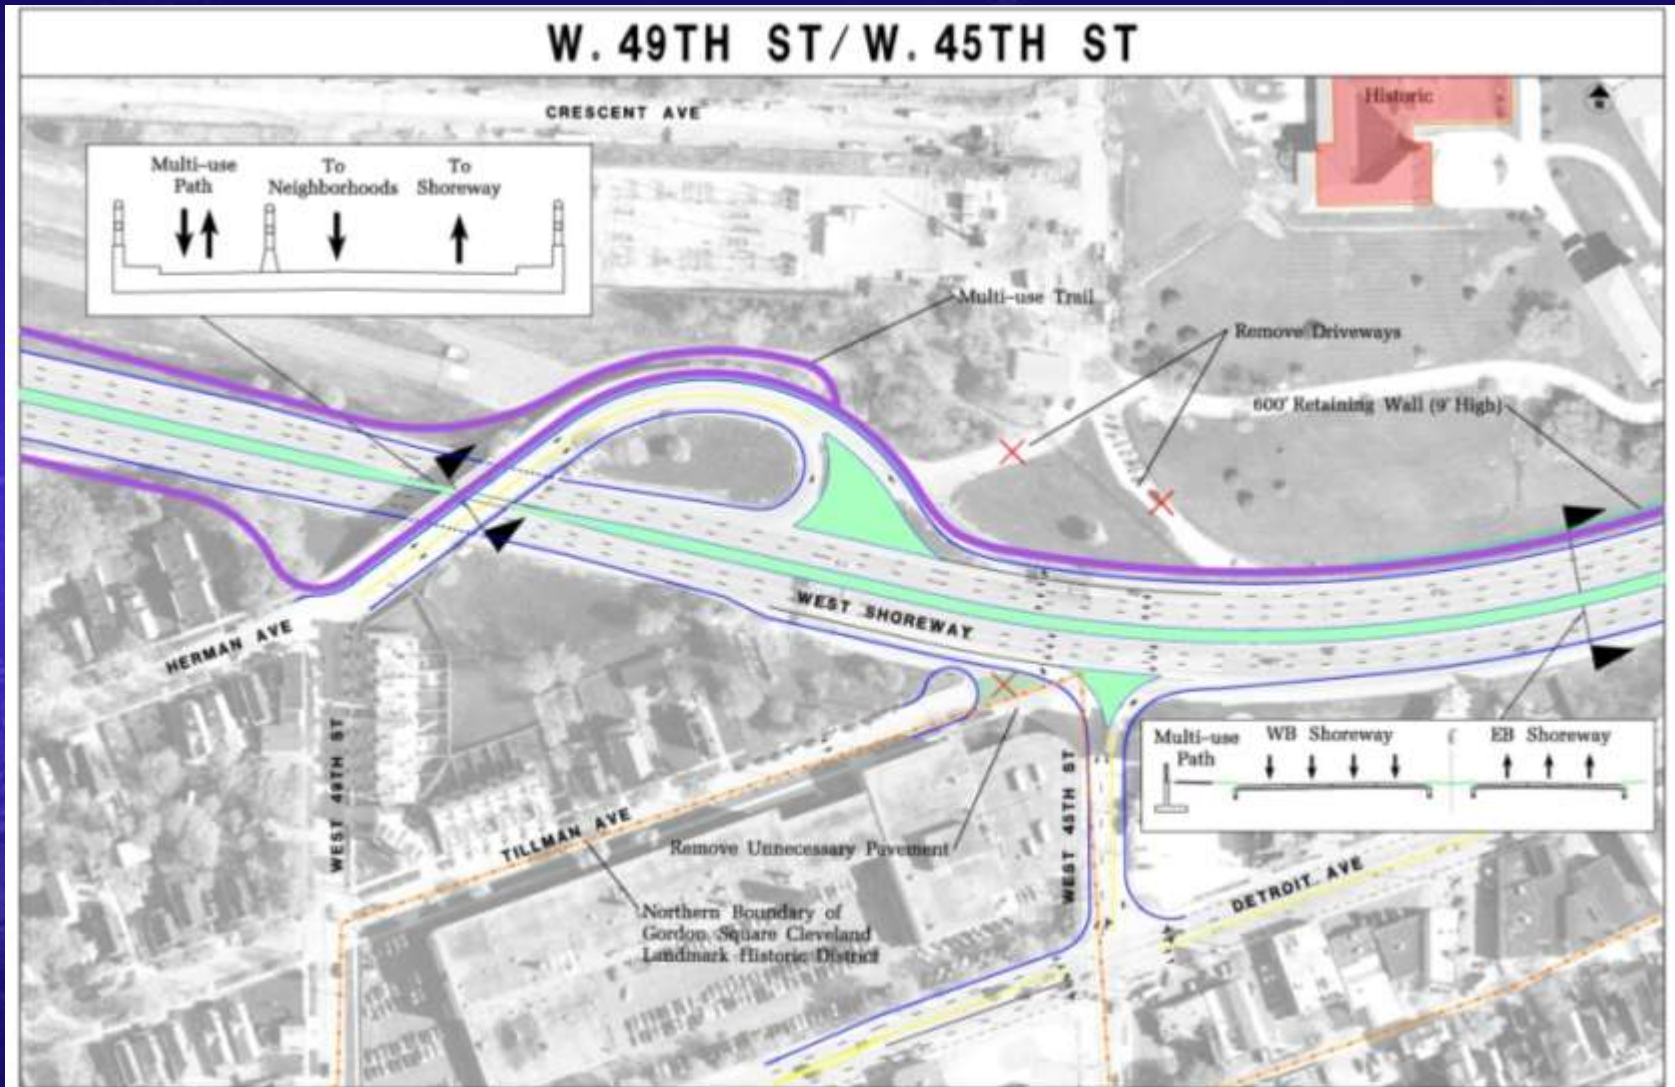 W. 49TH ST/W. 45TH ST
CRESCENT AVE
Historic
Multi-use
Path
To
Neighborhoods
To
Shoreway
Multi-use Trail
Remove Driveways
600' Retaining Wall (9' High)
WEST SHOREWAY
HERMAN AVE
WEST 49TH ST
TILLMAN AVE
Remove Unnecessary Pavement
WEST 45TH ST
Multi-use
Path
WB Shoreway
EB Shoreway
DETROIT AVE
Northern Boundary of
Gordon Square Cleveland
Landmark Historic District